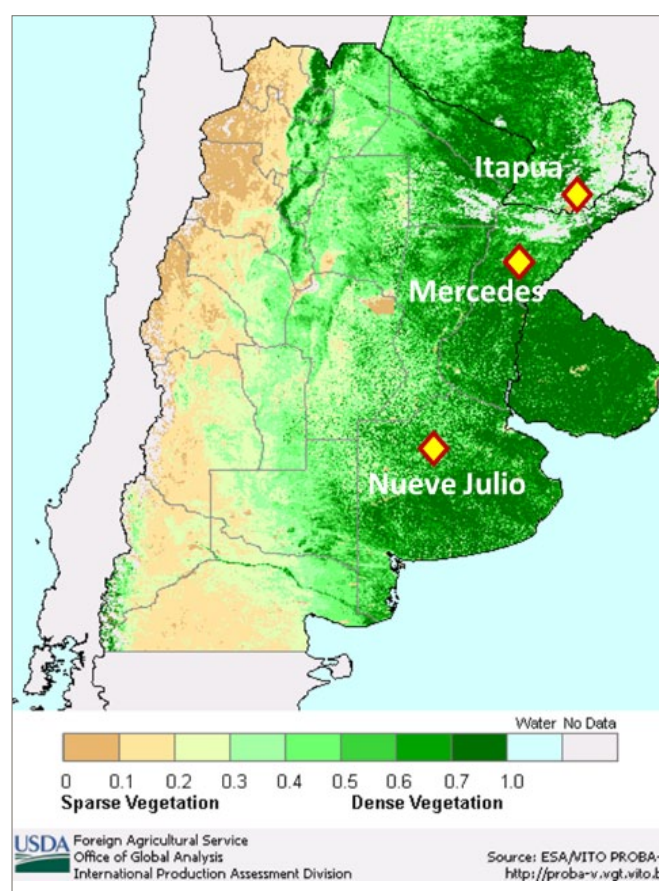 Itapua
Mercedes
Nueve Julio
Water No Data
0 0.1 0.2 0.3 0.4 0.5 0.6 0.7 1.0
Sparse Vegetation Dense Vegetation
USDA Foreign Agricultural Service
Office of Global Analysis
International Production Assessment Division
Source: ESA/VITO PROBA-
http://proba-v.vgt.vito.b